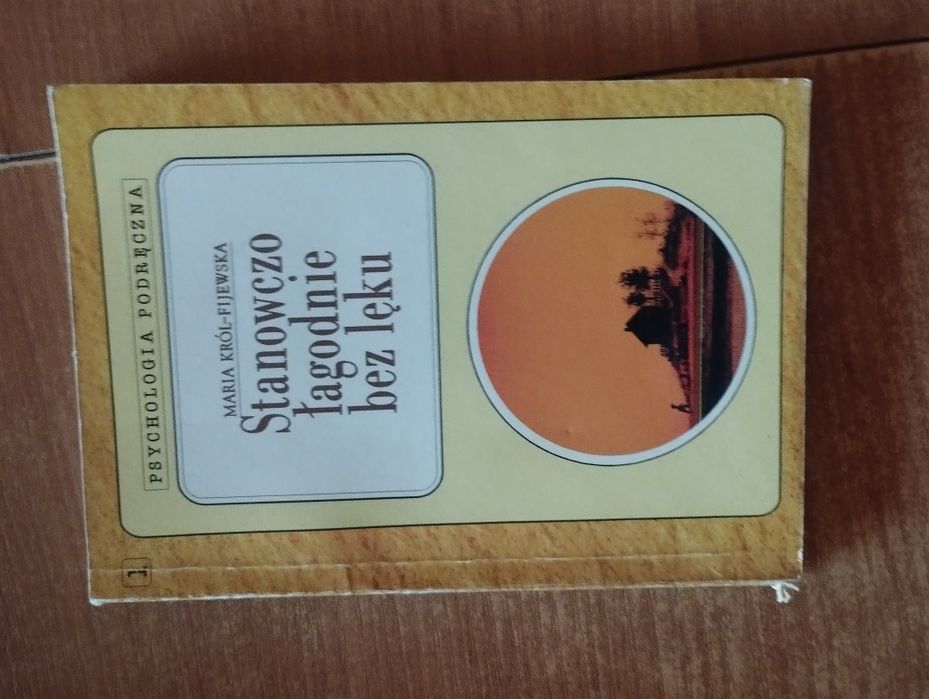 1
PSYCHOLOGIA PODRĘCZNA
MARIA KRÓL-FIJEWSKA
Stanowczo
łagodnie
bez lęku